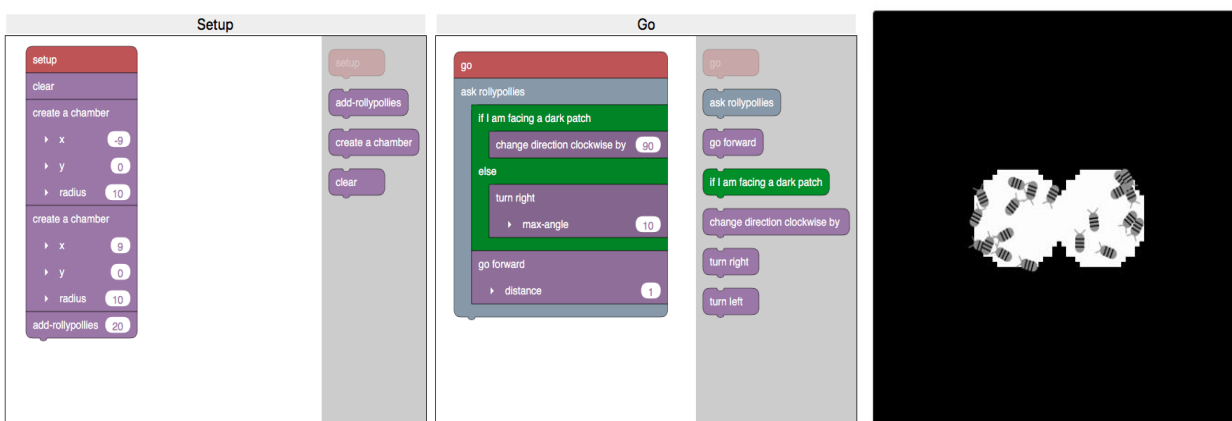 Setup
setup
clear
create a chamber
x -9
y 0
radius 10
create a chamber
x 9
y 0
radius 10
add-rollypollies 20
setup
add-rollypollies
create a chamber
clear
Go
go
ask rollypollies
if I am facing a dark patch
change direction clockwise by 90
else
turn right
max-angle 10
go forward
distance 1
go
ask rollypollies
go forward
if I am facing a dark patch
change direction clockwise by
turn right
turn left